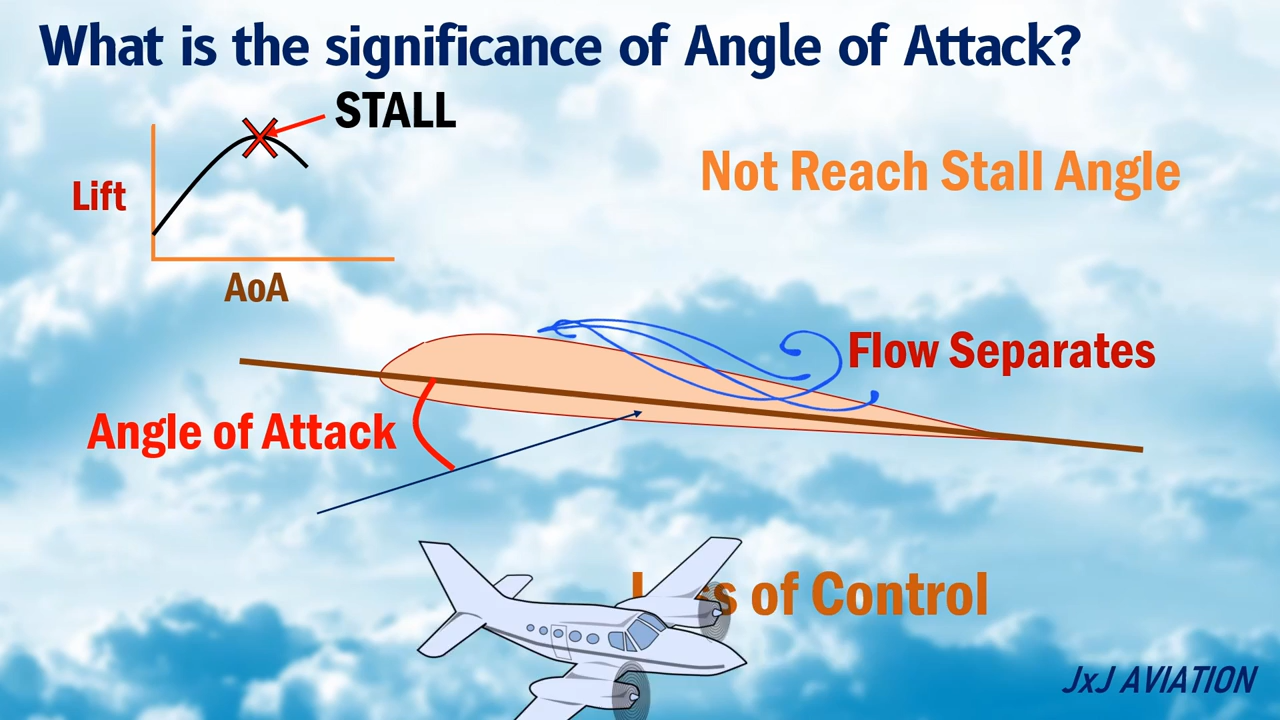 What is the significance of Angle of Attack?
STALL
Not Reach Stall Angle
Lift
AoA
Flow Separates
Angle of Attack
of Control
JxJ AVIATION